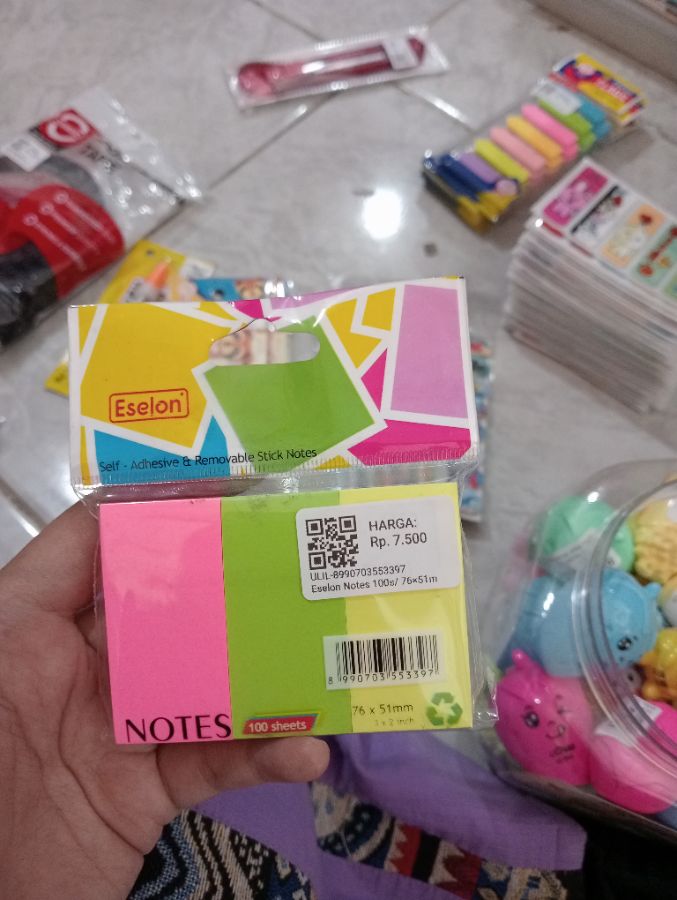 Eselon
Self - Adhesive & Removable Stick Notes
HARGA:
Rp. 7.500
ULIL-8990703553397
Eselon Notes 100s/ 76×51m
8 990703 553397
76 x 51mm
3 x 2 inch
NOTES
100 sheets